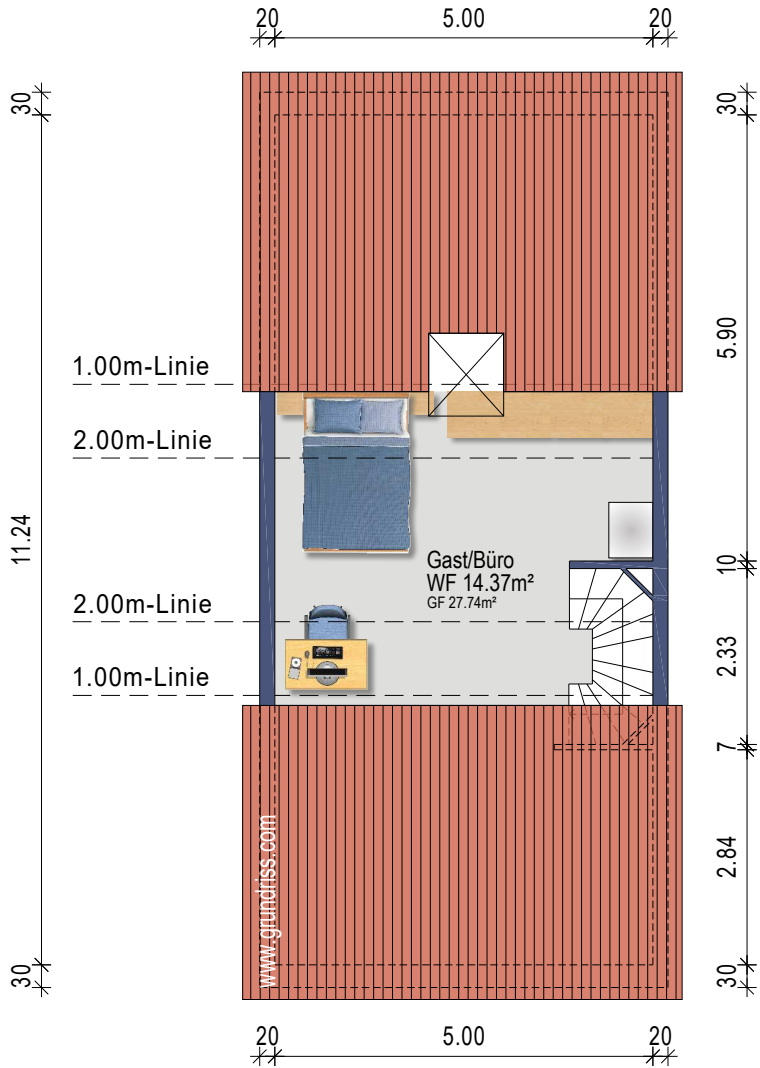 20 5.00 20
30 30
1.00m-Linie
5.90
2.00m-Linie
11.24
Gast/Büro
WF 14.37m²
GF 27.74m²
10
2.00m-Linie
2.33
1.00m-Linie
7
www.grundriss.com
2.84
30 30
20 5.00 20